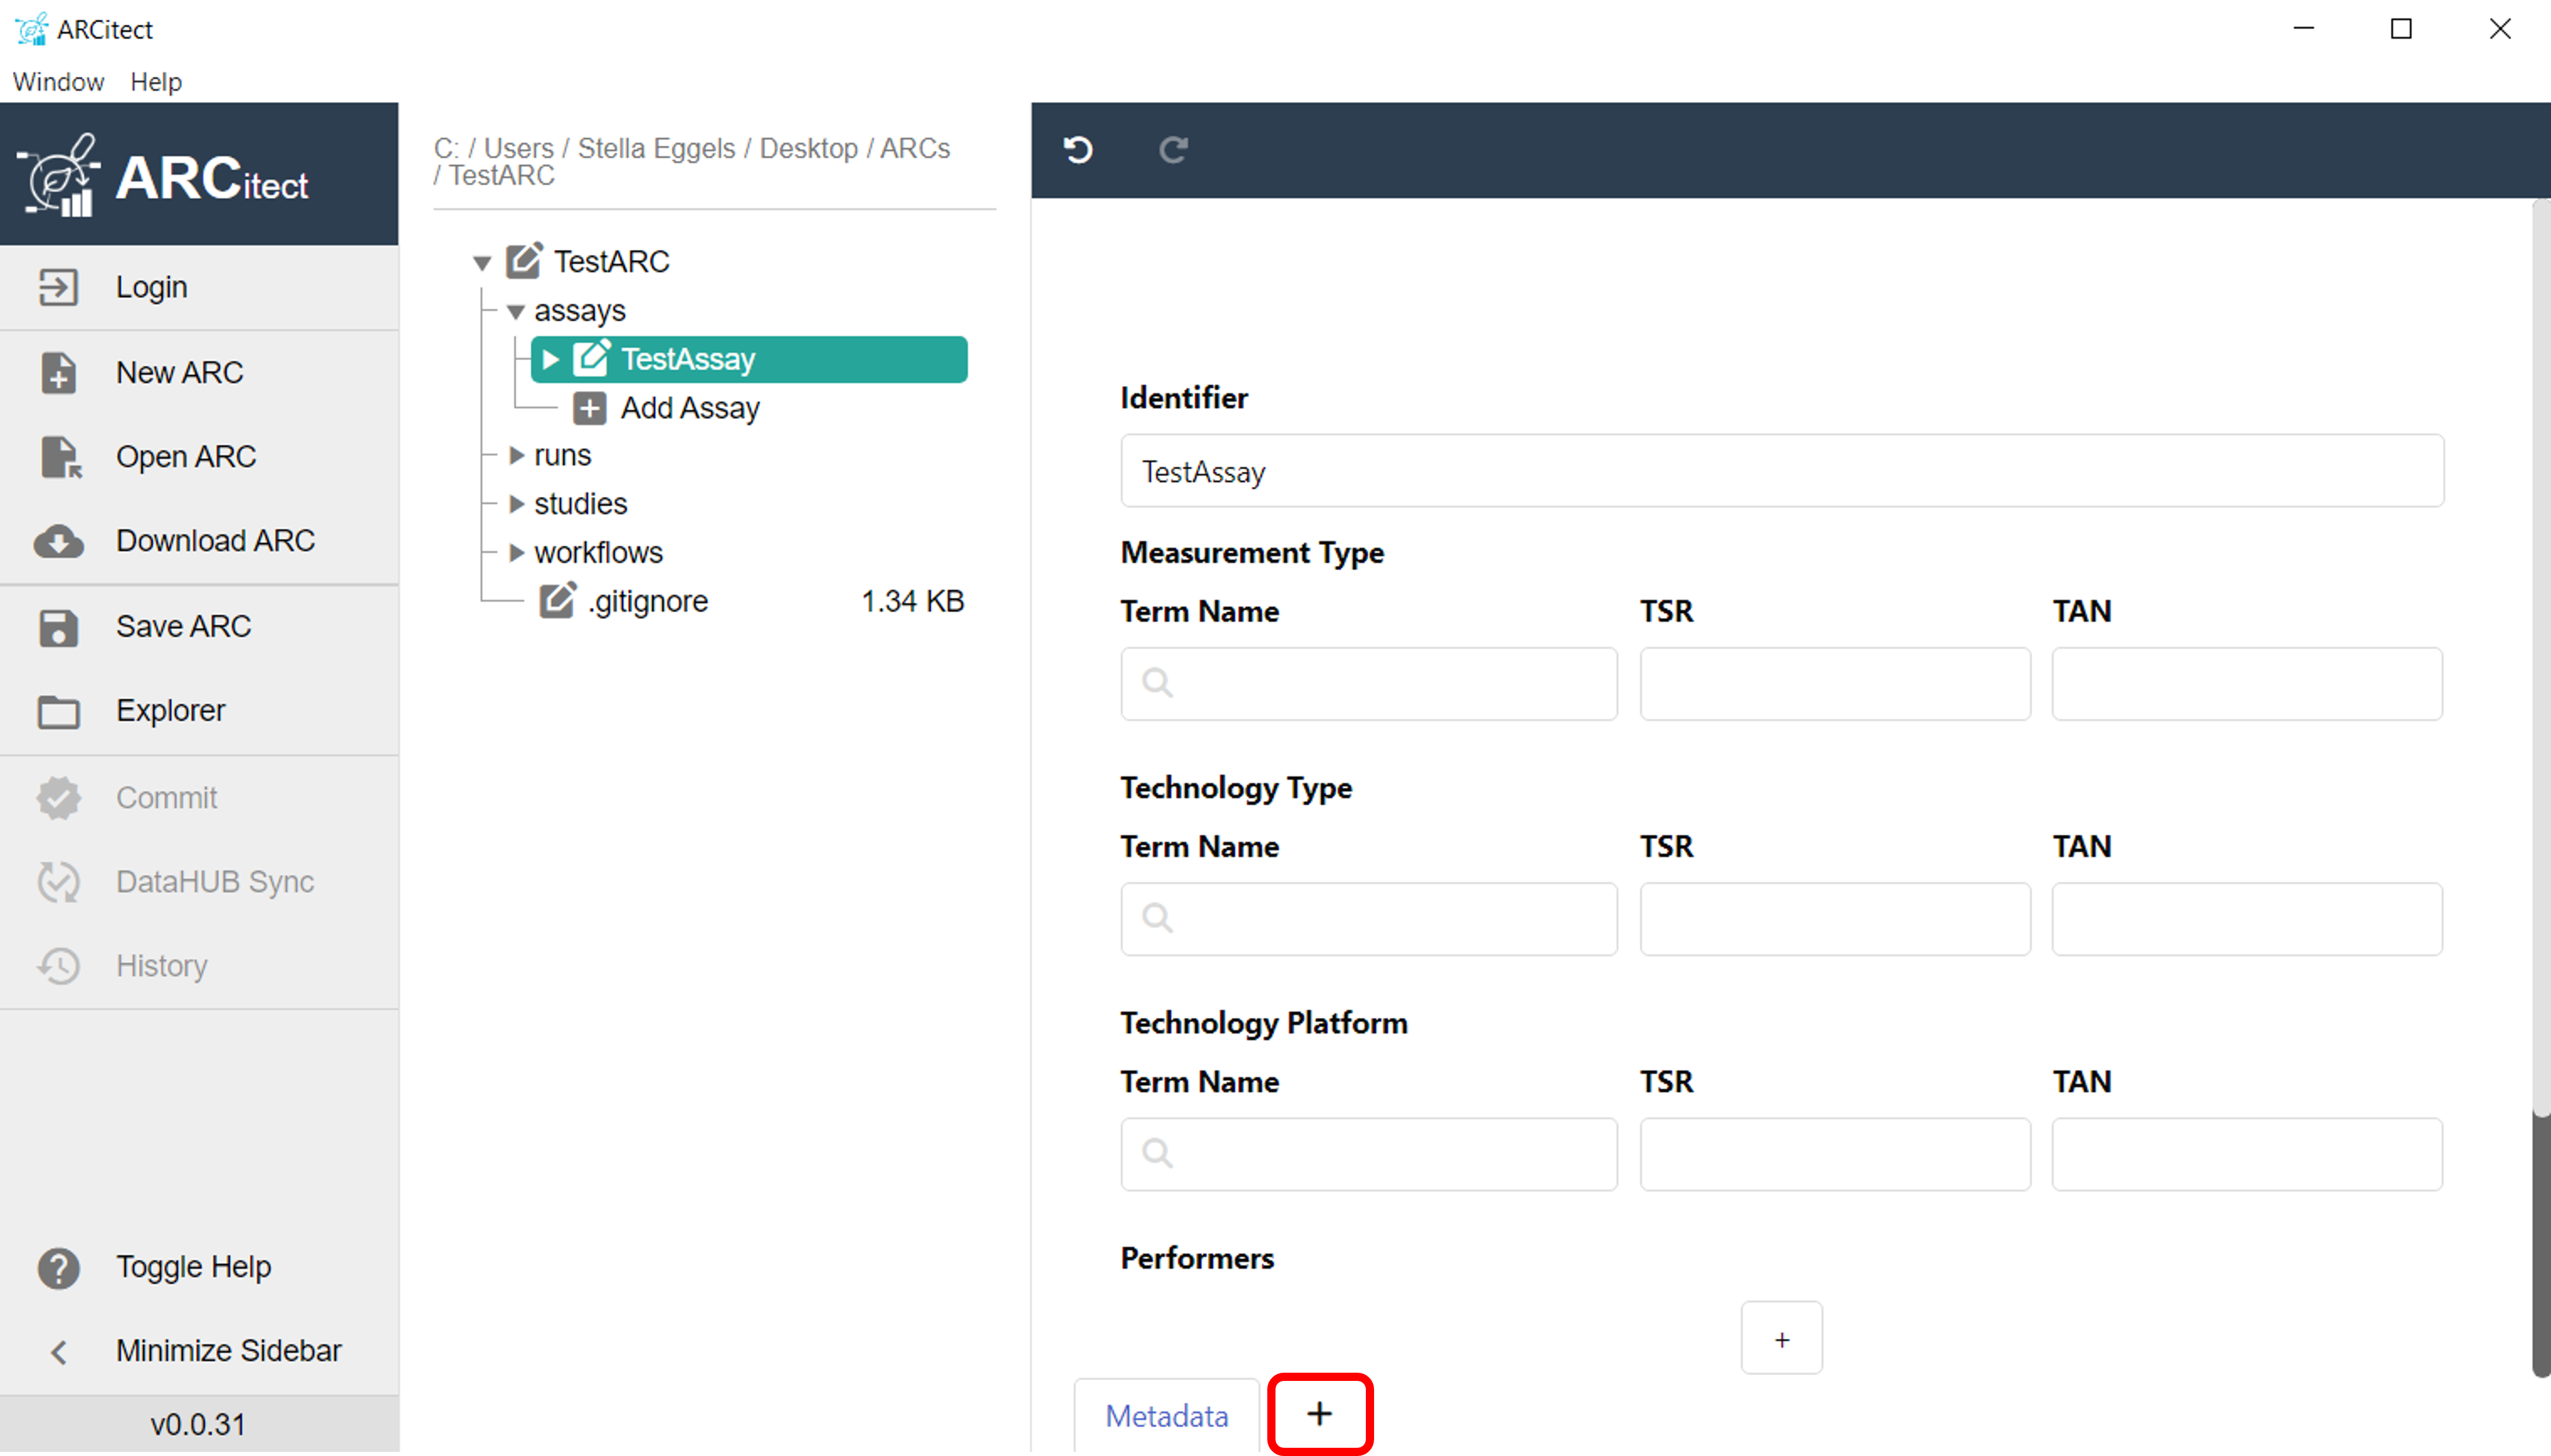 ARCitect
Window Help
ARCitect
Login
New ARC
Open ARC
Download ARC
Save ARC
Explorer
Commit
DataHUB Sync
History
Toggle Help
Minimize Sidebar
v0.0.31
C: / Users / Stella Eggels / Desktop / ARCs
/ TestARC
TestARC
assays
TestAssay
Add Assay
runs
studies
workflows
.gitignore 1.34 KB
Identifier
TestAssay
Measurement Type
Term Name TSR TAN
Technology Type
Term Name TSR TAN
Technology Platform
Term Name TSR TAN
Performers
+
Metadata +